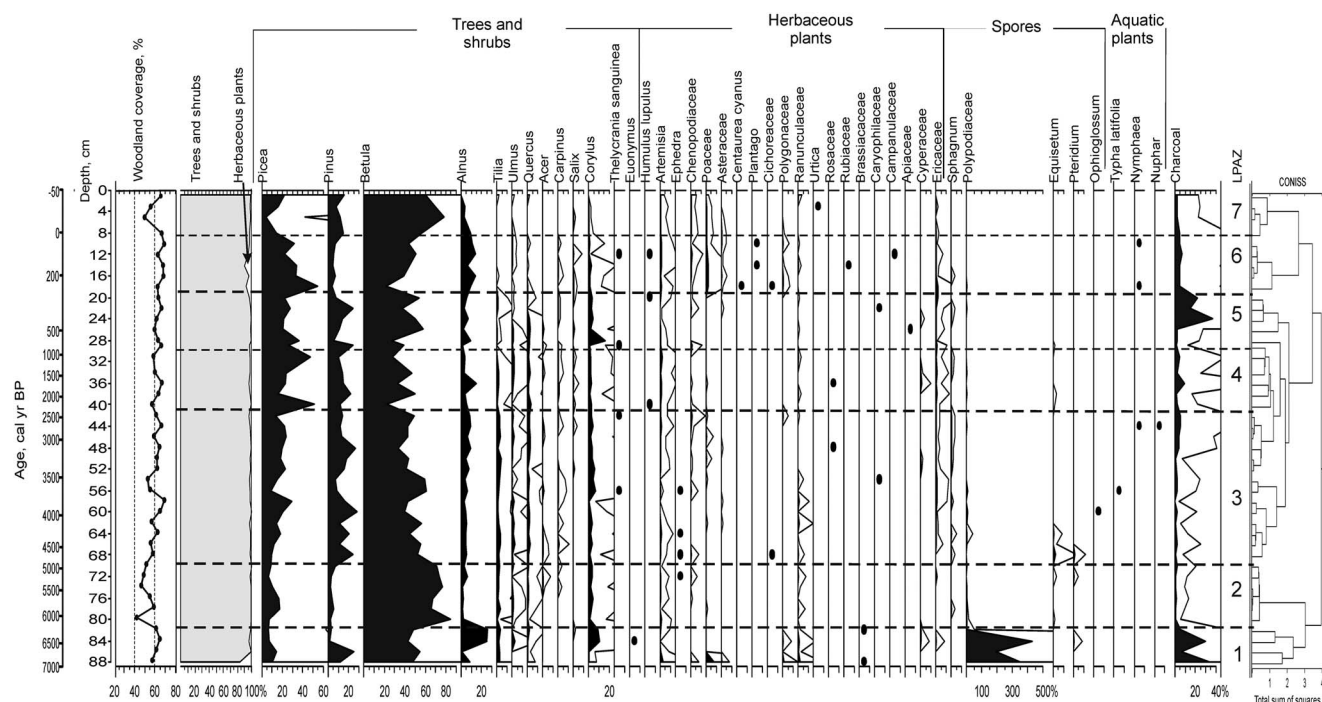 Trees and shrubs
Herbaceous plants
Spores
Aquatic plants
Age, cal yr BP
Depth, cm
Woodland coverage, %
Trees and shrubs
Herbaceous plants
Picea
Pinus
Betula
Alnus
Tilia
Ulmus
Quercus
Acer
Carpinus
Salix
Corylus
Thelycrania sanguinea
Euonymus
Humulus lupulus
Artemisia
Ephedra
Chenopodiaceae
Poaceae
Asteraceae
Centaurea cyanus
Plantago
Cichoreaceae
Polygonaceae
Ranunculaceae
Urtica
Rosaceae
Rubiaceae
Brassiacaceae
Caryophilaceae
Campanulaceae
Apiaceae
Cyperaceae
Ericaceae
Sphagnum
Polypodiaceae
Equisetum
Pteridium
Ophioglossum
Typha latifolia
Nymphaea
Nuphar
Charcoal
LPAZ
CONISS
-50
0
200
500
1000
1500
2000
2500
3000
3500
4000
4500
5000
5500
6000
6500
7000
0
4
8
12
16
20
24
28
32
36
40
44
48
52
56
60
64
68
72
76
80
84
88
7
6
5
4
3
2
1
20 40 60 80
20 40 60 80 100%
20 40 60
20
20 40 60 80
20
20
100 300 500%
20 40%
1 2 3 4
Total sum of squares